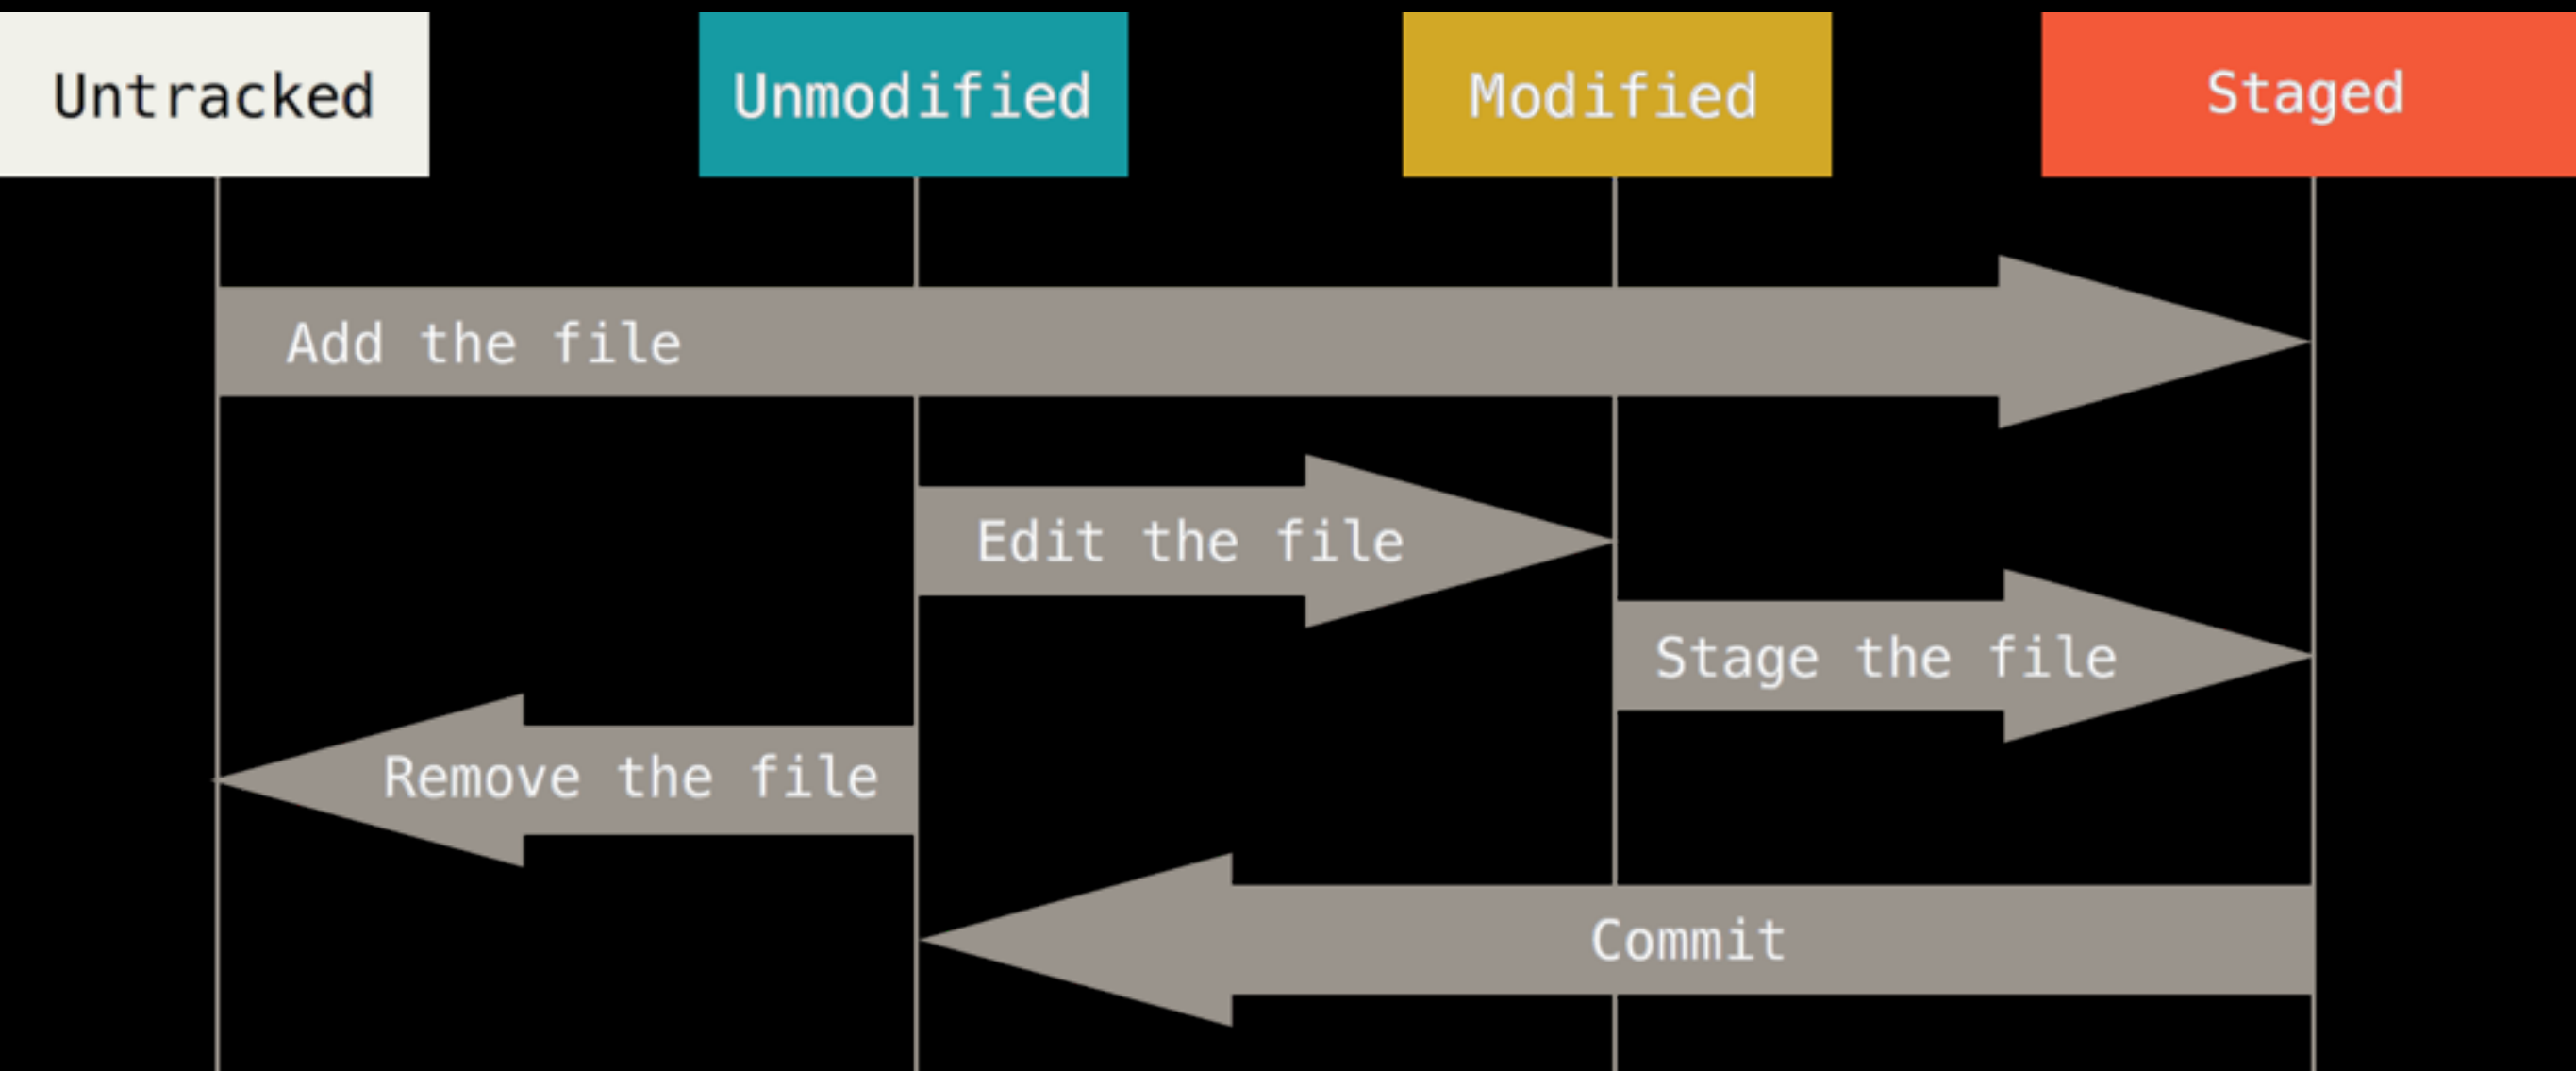 Untracked
Unmodified
Modified
Staged
Add the file
Edit the file
Stage the file
Remove the file
Commit